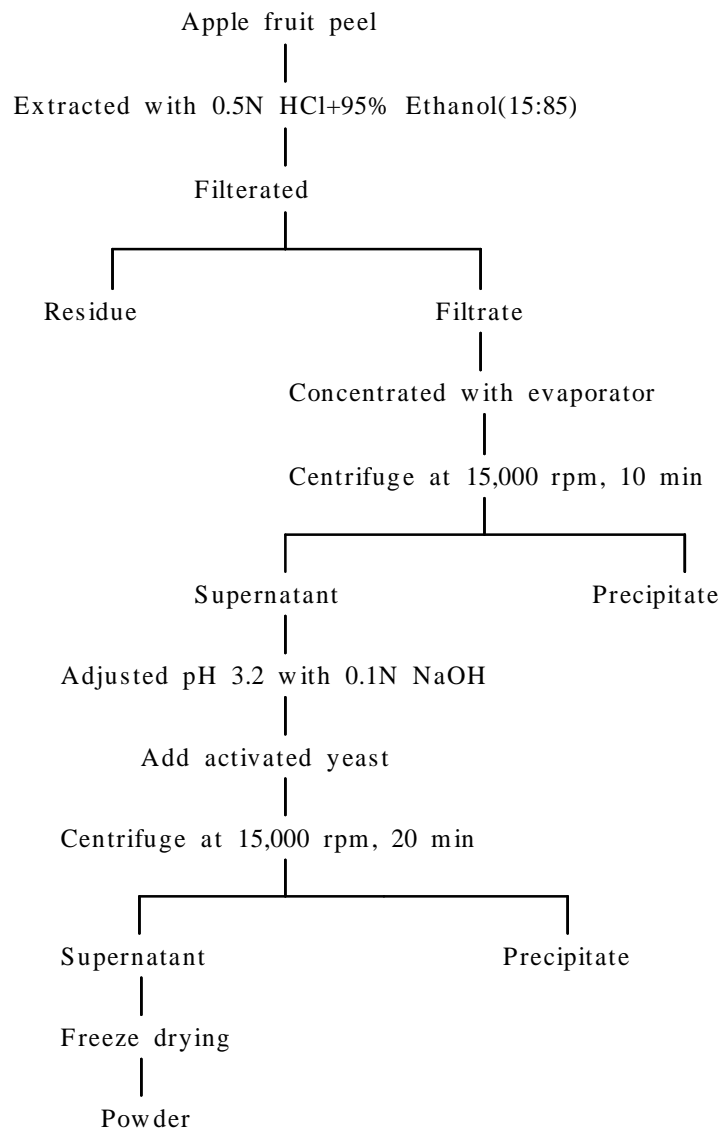 Apple fruit peel
Extracted with 0.5N HCl+95% Ethanol(15:85)
Filterated
Residue
Filtrate
Concentrated with evaporator
Centrifuge at 15,000 rpm, 10 min
Supernatant
Precipitate
Adjusted pH 3.2 with 0.1N NaOH
Add activated yeast
Centrifuge at 15,000 rpm, 20 min
Supernatant
Precipitate
Freeze drying
Powder